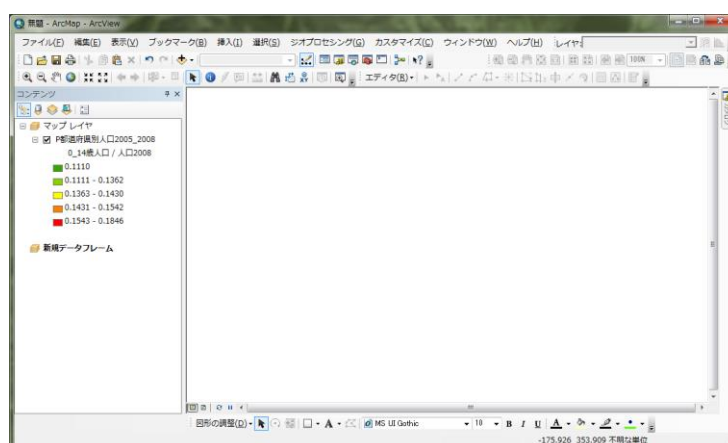 無題 - ArcMap - ArcView
ファイル(F) 編集(E) 表示(V) ブックマーク(B) 挿入(I) 選択(S) ジオプロセシング(G) カスタマイズ(C) ウィンドウ(W) ヘルプ(H) レイヤ:
100%
エディタ(R)
コンテンツ
マップ レイヤ
P都道府県別人口2005_2008
0_14歳人口 / 人口2008
0.1110
0.1111 - 0.1362
0.1363 - 0.1430
0.1431 - 0.1542
0.1543 - 0.1846
新規データフレーム
図形の調整(D) A MS UI Gothic 10 B I U A
-175.926 353.909 不明な単位